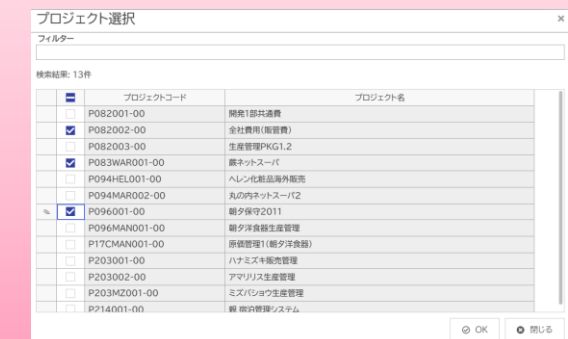 プロジェクト選択 ×
フィルター
検索結果: 13件
プロジェクトコード プロジェクト名
P082001-00 開発1部共通費
P082002-00 全社費用(販管費)
P082003-00 生産管理PKG1.2
P083WAR001-00 蕨ネットスーパ
P094HEL001-00 ヘレン化粧品海外販売
P094MAR002-00 丸の内ネットスーパ2
P096001-00 朝夕保守2011
P096MAN001-00 朝夕洋食器生産管理
P17CMAN001-00 原価管理1(朝夕洋食器)
P203001-00 ハナミズキ販売管理
P203002-00 アマリリス生産管理
P203MZ001-00 ミズバショウ生産管理
P214001-00 宿泊管理システム
OK 閉じる